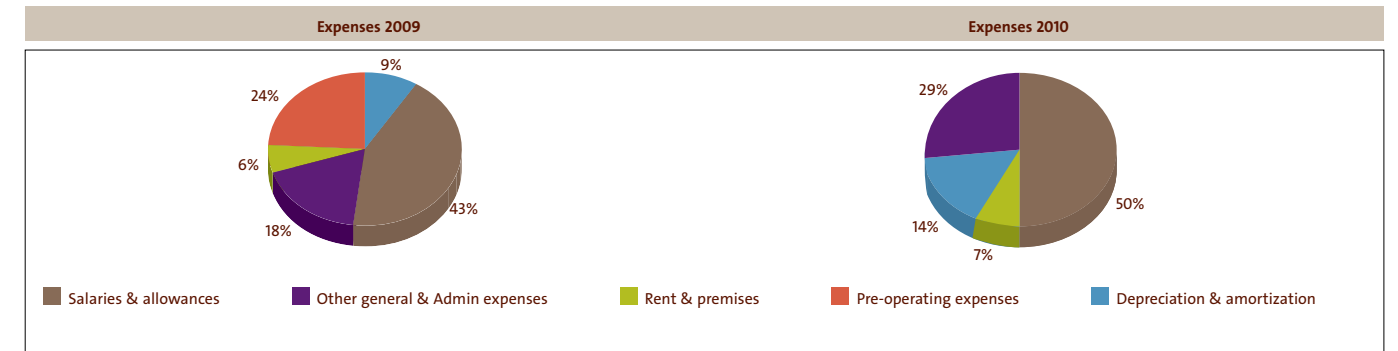 Expenses 2009
Expenses 2010
9%
24%
6%
18%
43%
29%
14%
7%
50%
Salaries & allowances
Other general & Admin expenses
Rent & premises
Pre-operating expenses
Depreciation & amortization